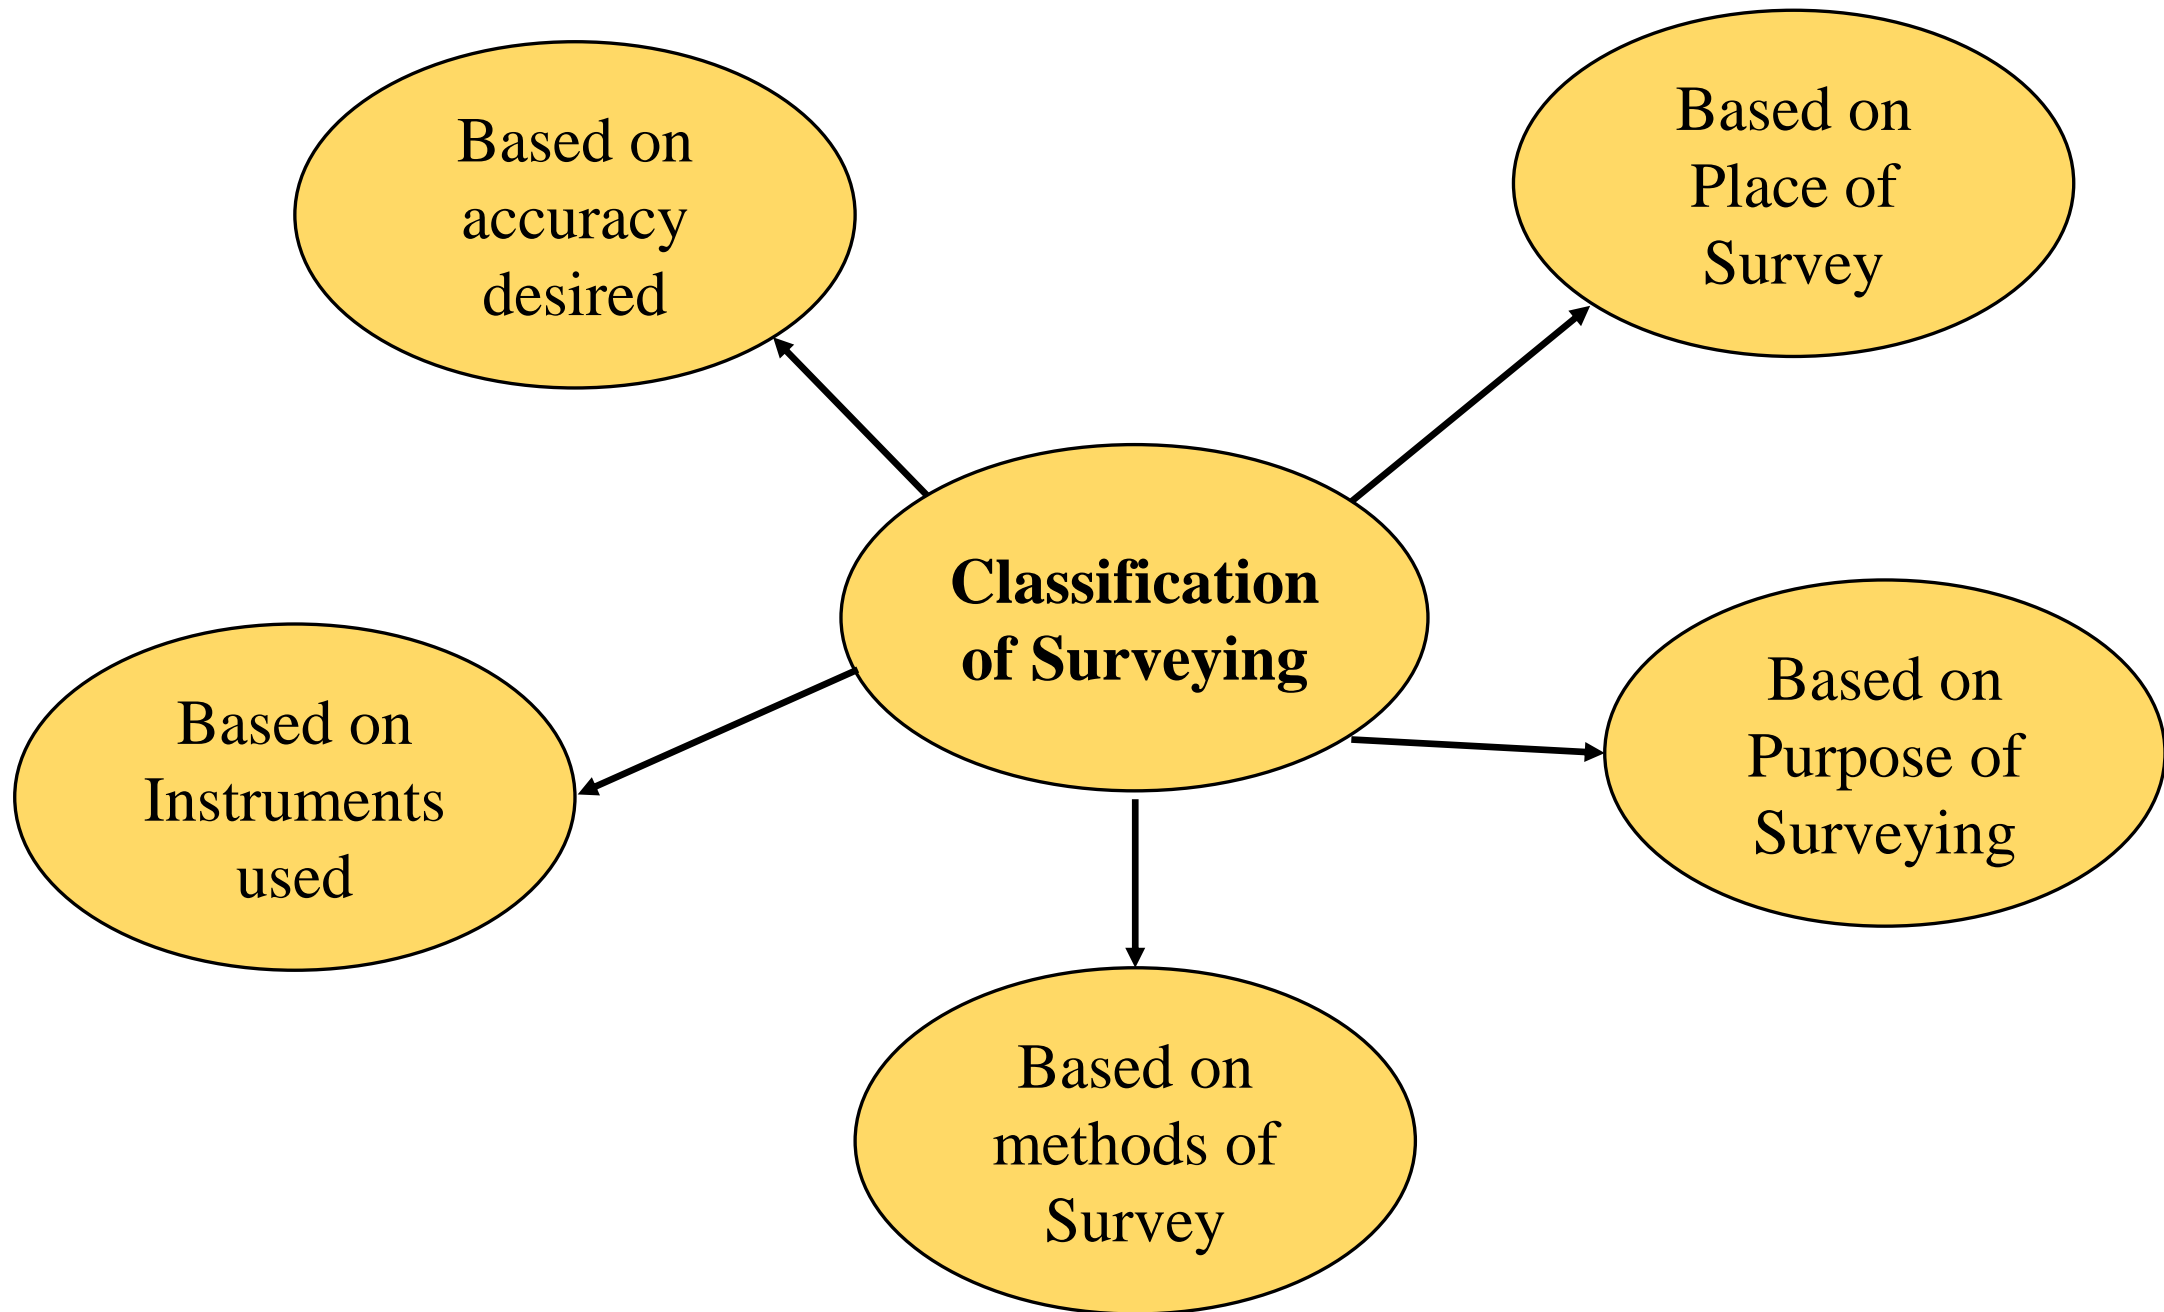 Based on
accuracy
desired
Based on
Place of
Survey
Classification
of Surveying
Based on
Instruments
used
Based on
Purpose of
Surveying
Based on
methods of
Survey